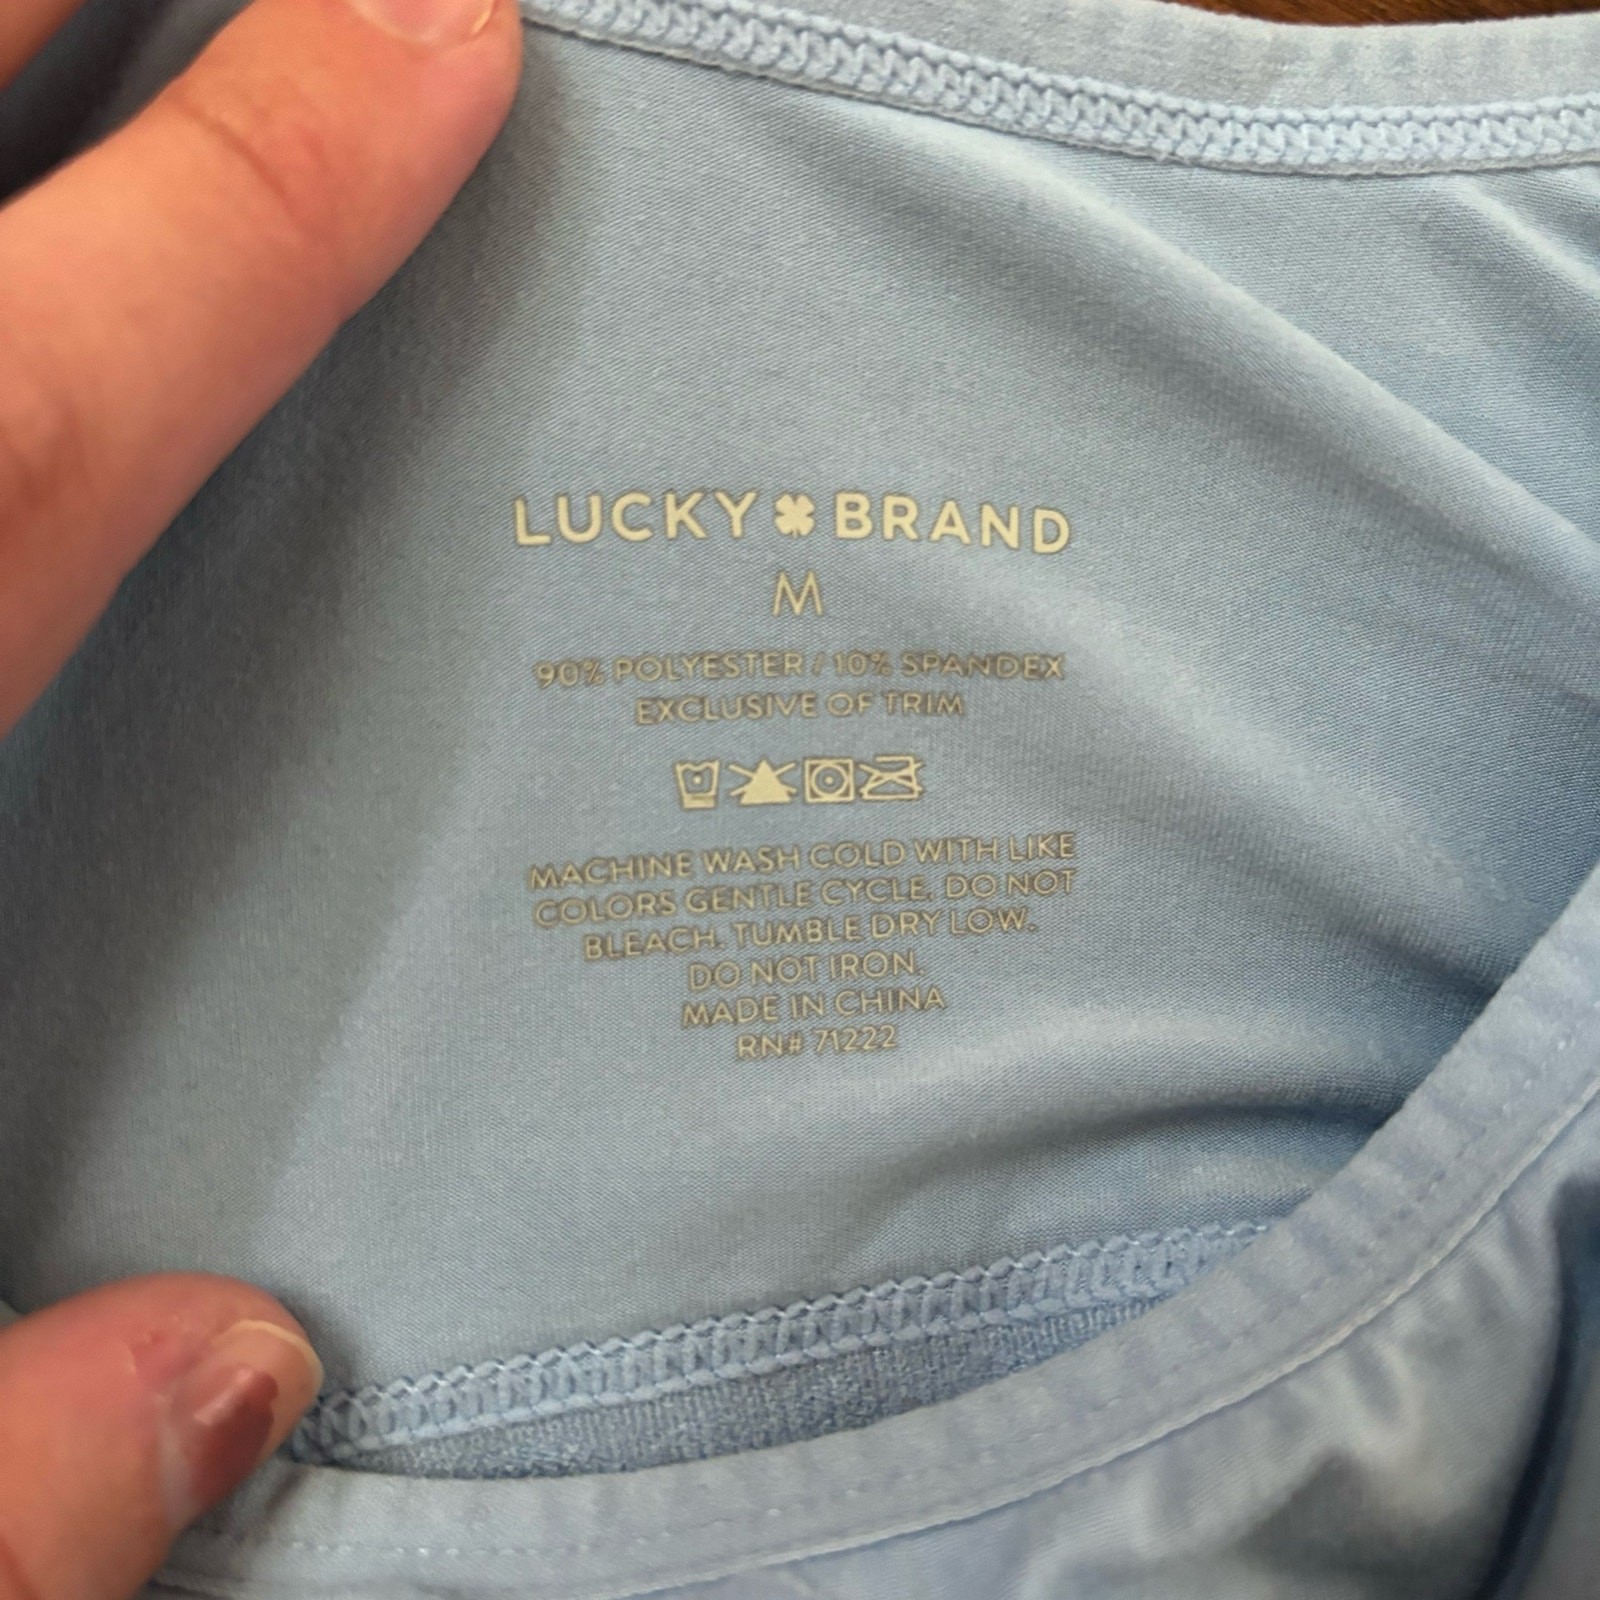 LUCKY BRAND
M
90% POLYESTER / 10% SPANDEX
EXCLUSIVE OF TRIM
MACHINE WASH COLD WITH LIKE
COLORS GENTLE CYCLE. DO NOT
BLEACH. TUMBLE DRY LOW.
DO NOT IRON.
MADE IN CHINA
RN# 71222